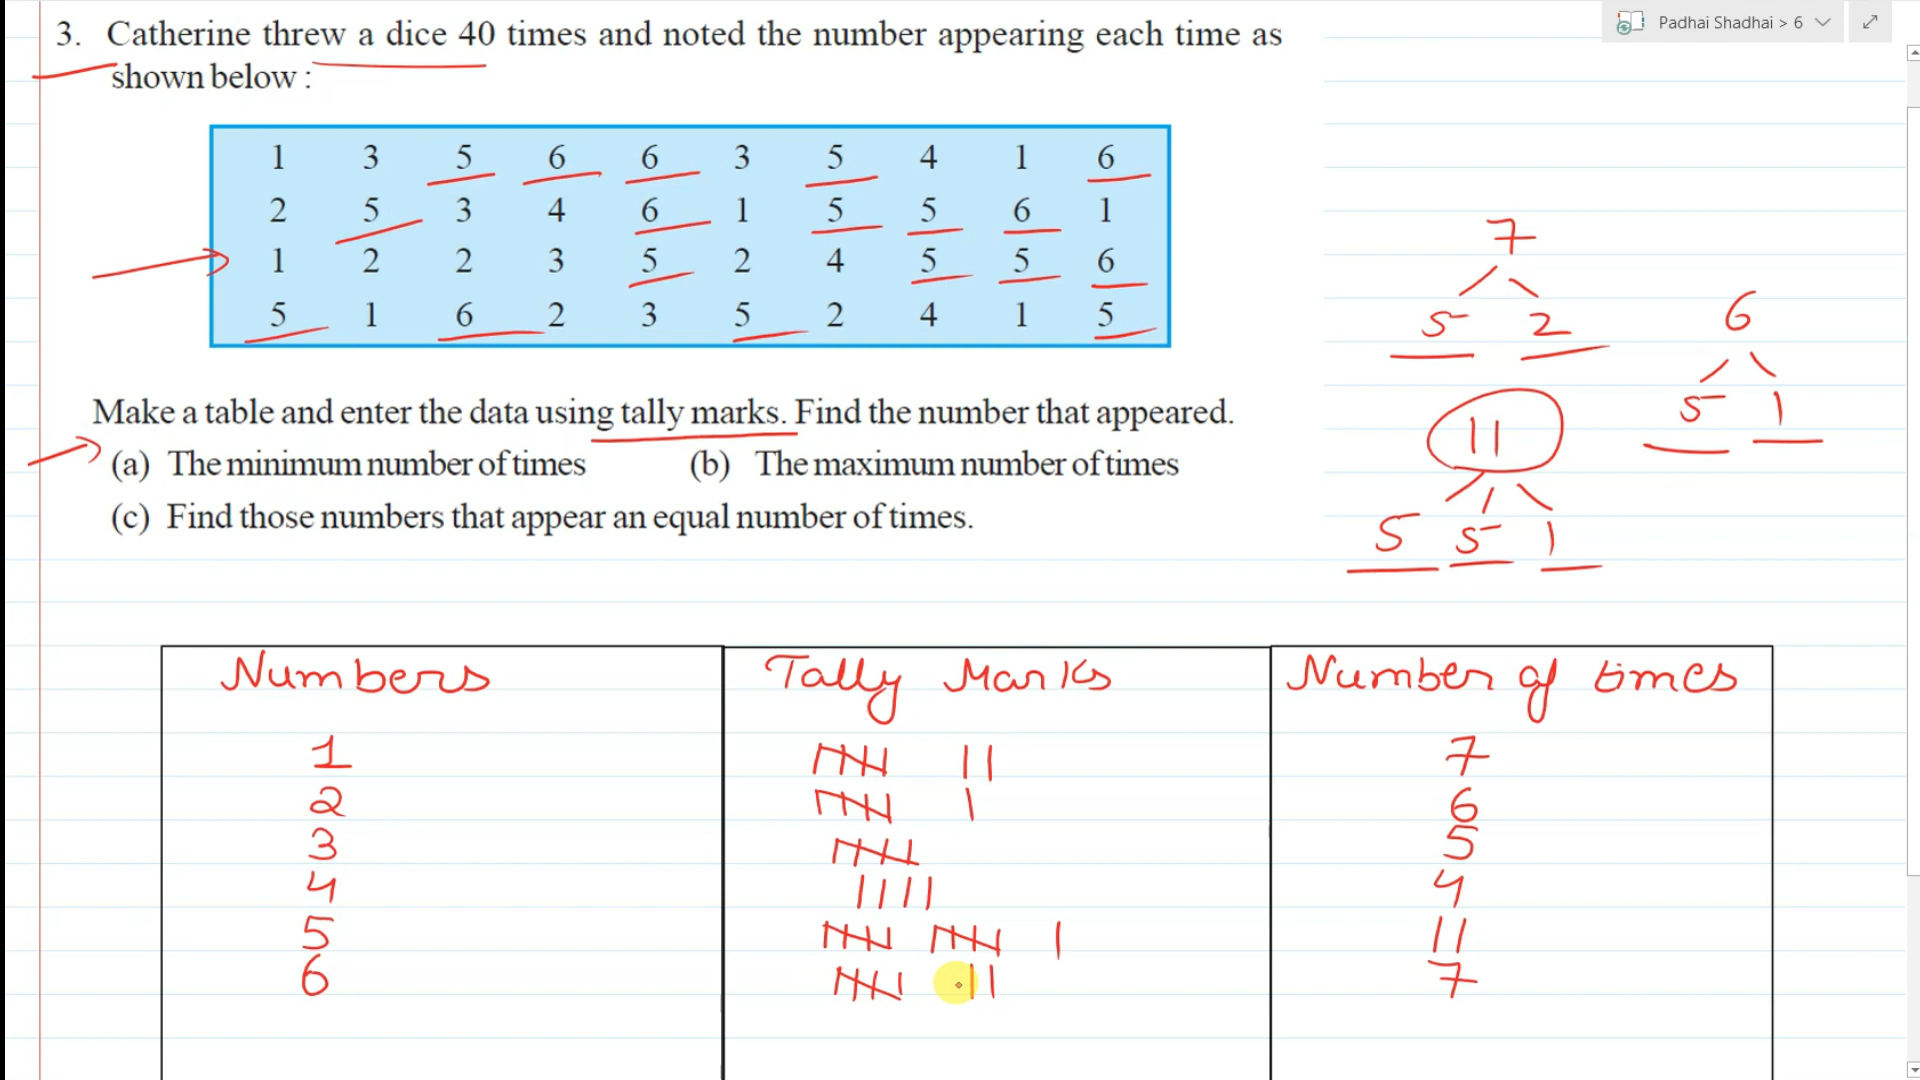 Padhai Shadhai > 6
3. Catherine threw a dice 40 times and noted the number appearing each time as
shown below :
1 3 5 6 6 3 5 4 1 6
2 5 3 4 6 1 5 5 6 1
1 2 2 3 5 2 4 5 5 6
5 1 6 2 3 5 2 4 1 5
7
5 2
6
5 1
11
5 5 1
Make a table and enter the data using tally marks. Find the number that appeared.
(a) The minimum number of times (b) The maximum number of times
(c) Find those numbers that appear an equal number of times.
Numbers Tally Marks Number of times
1 7
2 6
3 5
4 4
5 11
6 7